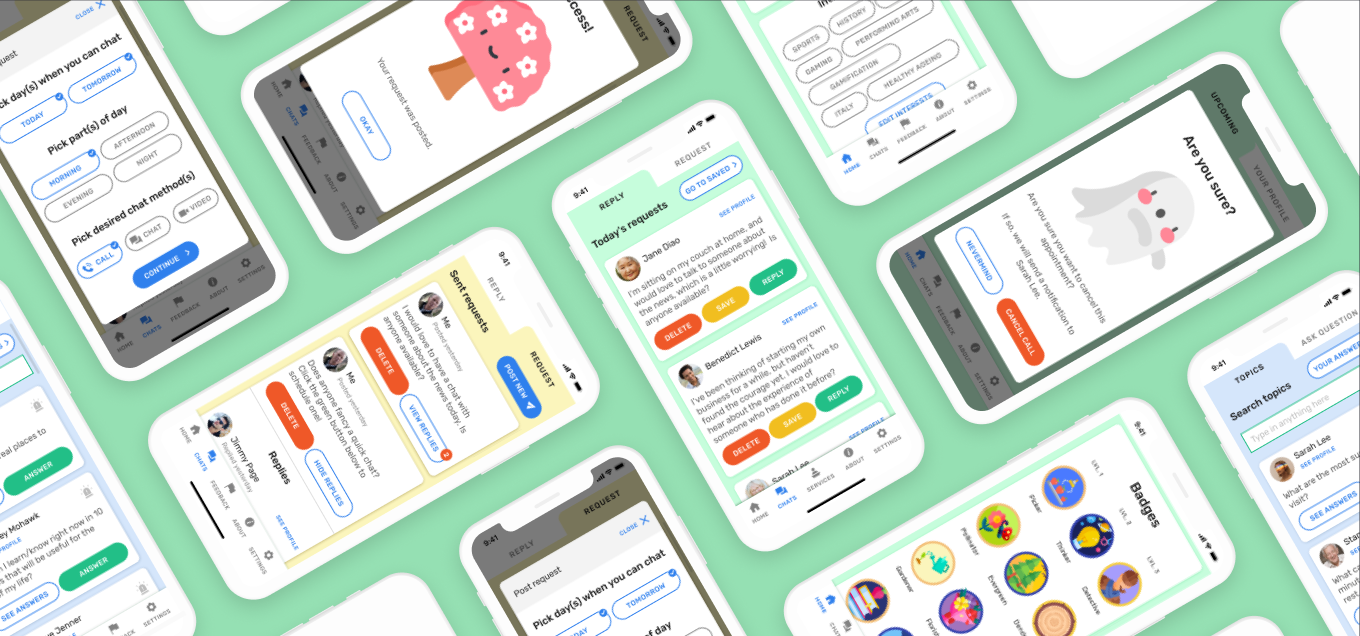 CLOSE
quest
ck day(s) when you can chat
TODAY
TOMORROW
Pick part(s) of day
MORNING
AFTERNOON
EVENING
NIGHT
Pick desired chat method(s)
CALL
CHAT
VIDEO
CONTINUE
HOME
CHATS
FEEDBACK
ABOUT
SETTINGS
REQUEST
ccess!
Your request was posted.
OKAY
CHATS
FEEDBACK
ABOUT
SETTINGS
SPORTS
HISTORY
PERFORMING ARTS
GAMING
GAMIFICATION
ITALY
HEALTHY AGEING
EDIT INTERESTS
HOME
CHATS
FEEDBACK
ABOUT
SETTINGS
9:41
REPLY
REQUEST
Today's requests
GO TO SAVED
SEE PROFILE
Jane Diao
I'm sitting on my couch at home, and
would love to talk to someone about
the news, which is a little worrying! Is
anyone available?
DELETE
SAVE
REPLY
SEE PROFILE
Benedict Lewis
I've been thinking of starting my own
business for a while, but haven't
found the courage yet. I would love to
hear about the experience of
someone who has done it before?
DELETE
SAVE
REPLY
SEE PROFILE
Sarah Lee
HOME
CHATS
SERVICES
ABOUT
SETTINGS
UPCOMING
YOUR PROFILE
Are you sure?
Are you sure you want to cancel this
appointment?
If so, we will send a notification to
Sarah Lee.
NEVERMIND
CANCEL CALL
HOME
CHATS
FEEDBACK
ABOUT
SETTINGS
9:41
REPLY
REQUEST
Sent requests
POST NEW
Me
Posted yesterday
I would love to have a chat with
someone about the news today. Is
anyone available?
DELETE
VIEW REPLIES
2
Me
Posted yesterday
Does anyone fancy a quick chat?
Click the green button below to
schedule one!
DELETE
HIDE REPLIES
Replies
SEE PROFILE
Jimmy Page
Replied yesterday
HOME
CHATS
FEEDBACK
ABOUT
SETTINGS
real places to
ANSWER
ey Mohawk
PROFILE
I learn/know right now in 10
s that will be useful for the
f my life?
SEE ANSWERS
ANSWER
e Jenner
FEEDBACK
ABOUT
SETTINGS
9:41
REPLY
REQUEST
CLOSE
Post request
Pick day(s) when you can chat
TOMORROW
of day
9:41
Badges
LVL. 1
LVL. 2
LVL. 3
Picker
Thinker
Detective
Pollinator
Evergreen
Gardener
HOME
9:41
TOPICS
ASK QUESTION
Search topics
YOUR ANSWER
Type in anything here
Sarah Lee
SEE PROFILE
What are the most su
visit?
SEE ANSWERS
SEE PROFILE
What ca
minute
rest